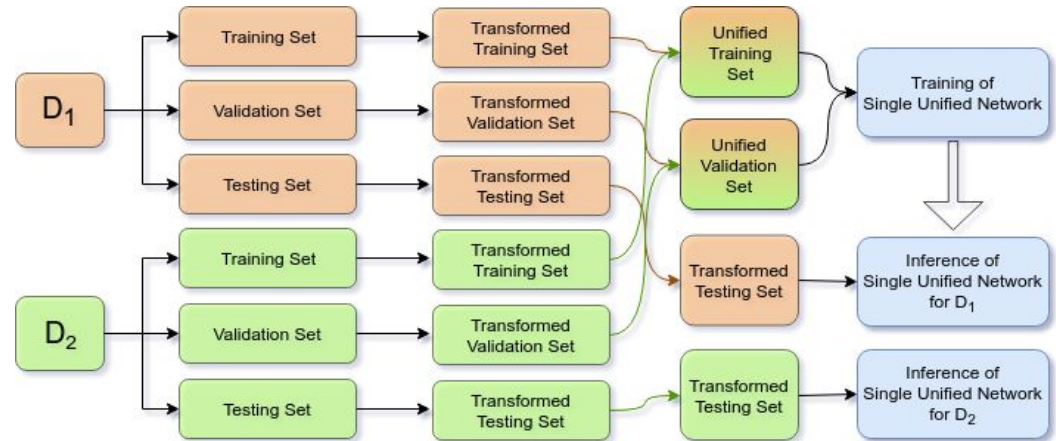 D1
Training Set
Validation Set
Testing Set
Transformed
Training Set
Transformed
Validation Set
Transformed
Testing Set
D2
Training Set
Validation Set
Testing Set
Transformed
Training Set
Transformed
Validation Set
Transformed
Testing Set
Unified
Training
Set
Unified
Validation
Set
Transformed
Testing Set
Transformed
Testing Set
Training of
Single Unified Network
Inference of
Single Unified Network
for D1
Inference of
Single Unified Network
for D2